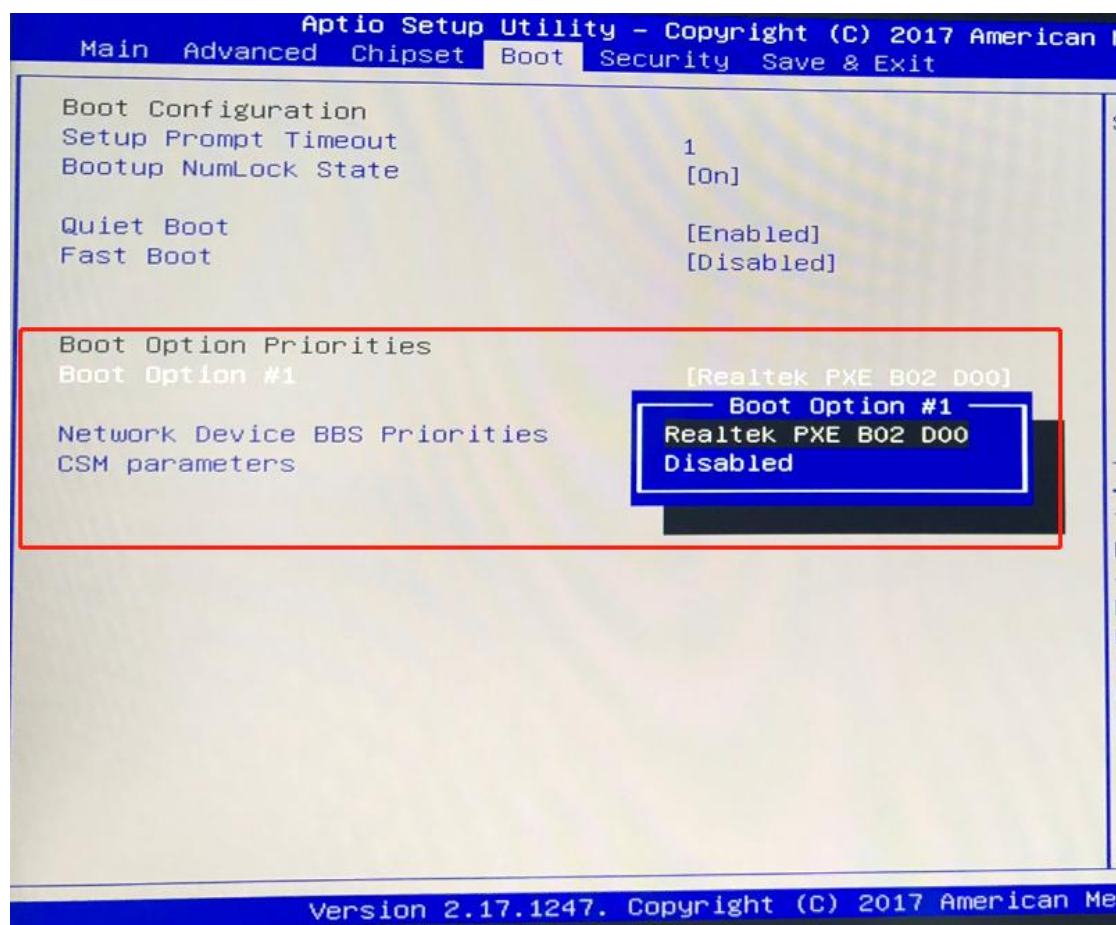 Aptio Setup Utility – Copyright (C) 2017 American
Main Advanced Chipset Boot Security Save & Exit
Boot Configuration
Setup Prompt Timeout 1
Bootup NumLock State [On]
Quiet Boot [Enabled]
Fast Boot [Disabled]
Boot Option Priorities
Boot Option #1 [Realtek PXE B02 D00]
Boot Option #1
Realtek PXE B02 D00
Disabled
Network Device BBS Priorities
CSM parameters
Version 2.17.1247. Copyright (C) 2017 American Me